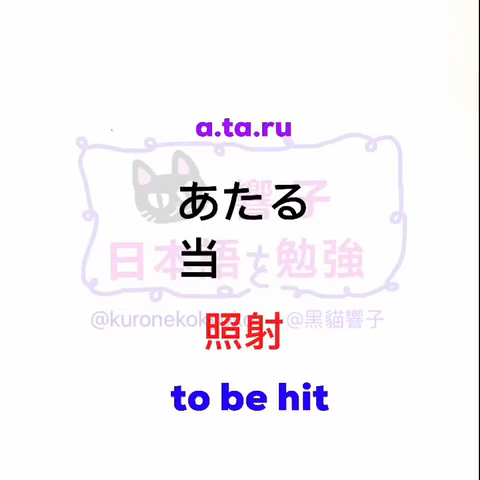 a.ta.ru
あたる
響子
当
日本語を勉強
@黑貓響子
照射
to be hit